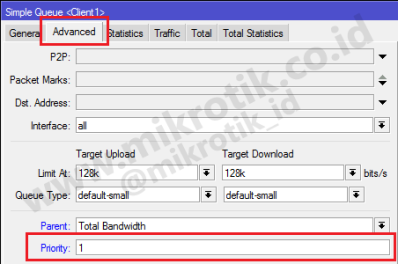 Simple Queue <Client1>
General Advanced Statistics Traffic Total Total Statistics
P2P:
Packet Marks:
Dst. Address:
Interface: all
Target Upload Target Download
Limit At: 128k 128k bits/s
Queue Type: default-small default-small
Parent: Total Bandwidth
Priority: 1
www.mikrotik.co.id
@mikrotik_id